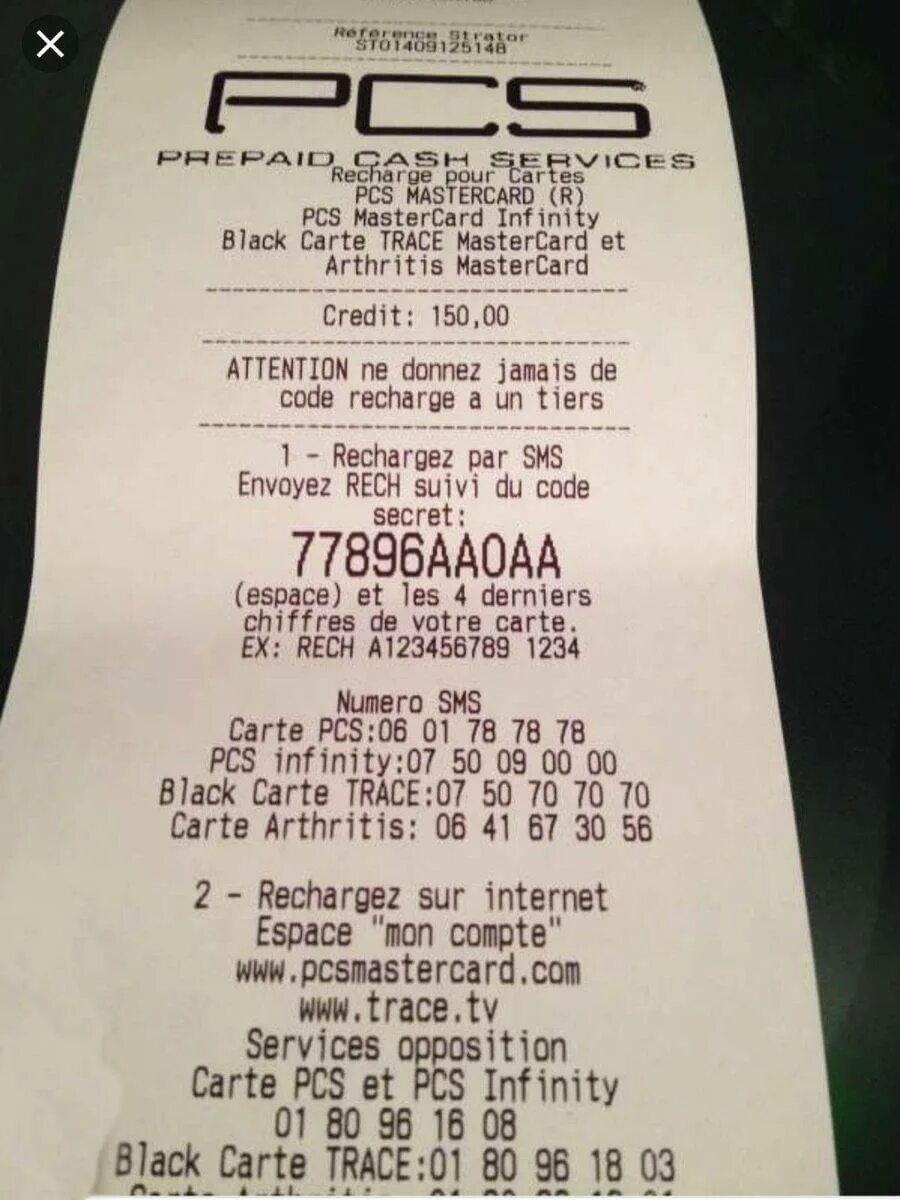 Référence Strator
ST01409125148
PCS
PREPAID CASH SERVICES
Recharge pour Cartes
PCS MASTERCARD (R)
PCS MasterCard Infinity
Black Carte TRACE MasterCard et
Arthritis MasterCard
Credit: 150,00
ATTENTION ne donnez jamais de
code recharge a un tiers
1 - Rechargez par SMS
Envoyez RECH suivi du code
secret:
77896AAOAA
(espace) et les 4 derniers
chiffres de votre carte.
EX: RECH A123456789 1234
Numero SMS
Carte PCS:06 01 78 78 78
PCS infinity:07 50 09 00 00
Black Carte TRACE:07 50 70 70 70
Carte Arthritis: 06 41 67 30 56
2 - Rechargez sur internet
Espace "mon compte"
www.pcsmastercard.com
www.trace.tv
Services opposition
Carte PCS et PCS Infinity
01 80 96 16 08
Black Carte TRACE:01 80 96 18 03